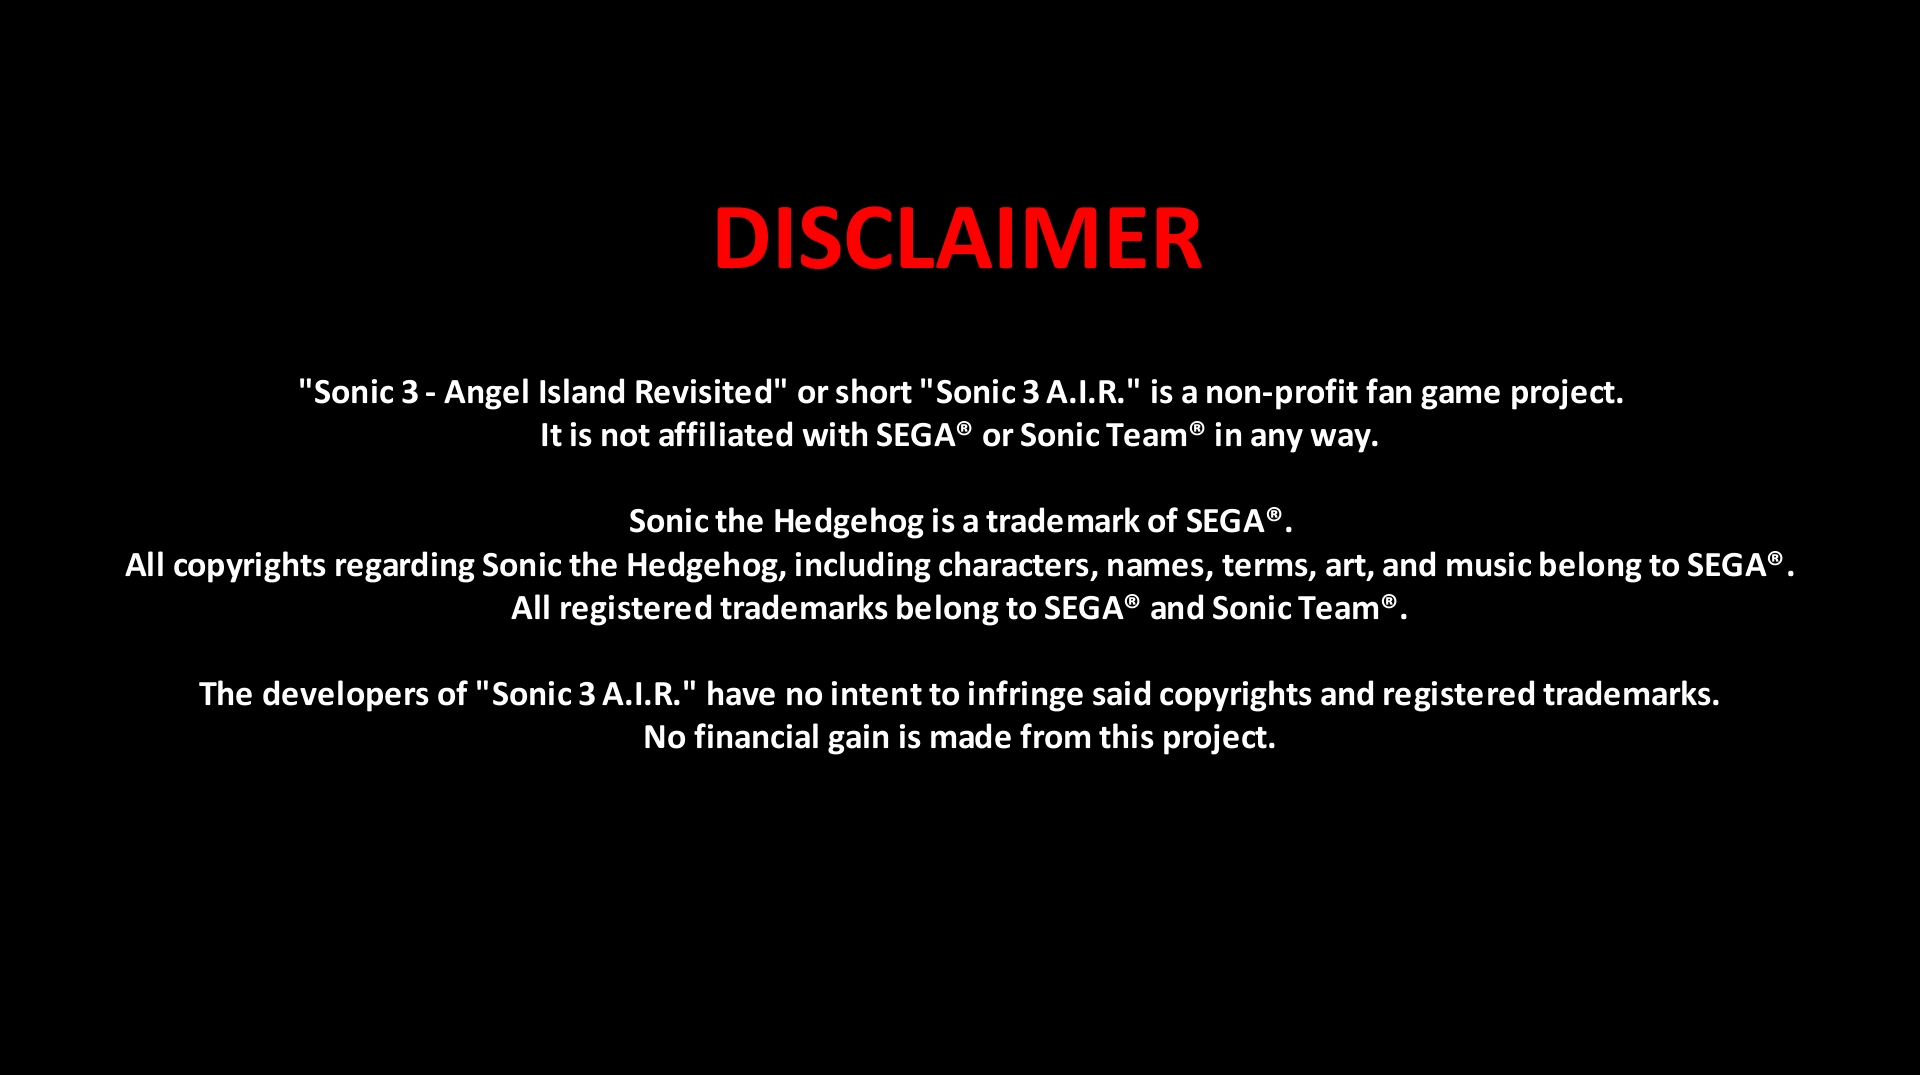 DISCLAIMER
"Sonic 3 - Angel Island Revisited" or short "Sonic 3 A.I.R." is a non-profit fan game project.
It is not affiliated with SEGA® or Sonic Team® in any way.
Sonic the Hedgehog is a trademark of SEGA®.
All copyrights regarding Sonic the Hedgehog, including characters, names, terms, art, and music belong to SEGA®.
All registered trademarks belong to SEGA® and Sonic Team®.
The developers of "Sonic 3 A.I.R." have no intent to infringe said copyrights and registered trademarks.
No financial gain is made from this project.